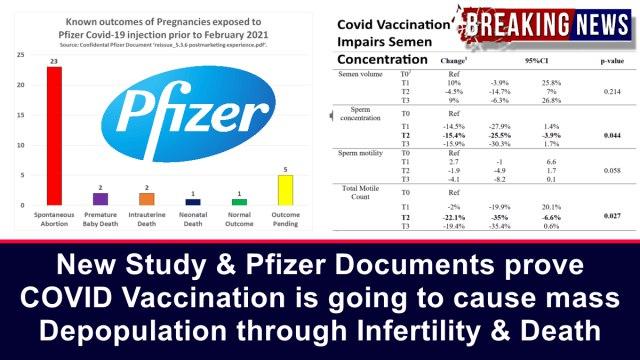 Known outcomes of Pregnancies exposed to
Pfizer Covid-19 injection prior to February 2021
Source: Confidential Pfizer Document 'reissue_5.3.6 postmarketing experience.pdf'.
25
20
15
10
5
0
23
2
2
1
1
5
Pfizer
Spontaneous Abortion
Premature Baby Death
Intrauterine Death
Neonatal Death
Normal Outcome
Outcome Pending
Covid Vaccination
Impairs Semen
Concentration
BREAKING NEWS
Change¹ 95%CI p-value
Semen volume T0² Ref
T1 10% -3.9% 25.8%
T2 -4.5% -14.7% 7% 0.214
T3 9% -6.3% 26.8%
Sperm concentration T0 Ref
T1 -14.5% -27.9% 1.4%
T2 -15.4% -25.5% -3.9% 0.044
T3 -15.9% -30.3% 1.7%
Sperm motility T0 Ref
T1 2.7 -1 6.6
T2 -1.9 -4.9 1.7 0.058
T3 -4.1 -8.2 0.1
Total Motile Count T0 Ref
T1 -2% -19.9% 20.1%
T2 -22.1% -35% -6.6% 0.027
T3 -19.4% -35.4% 0.6%
New Study & Pfizer Documents prove
COVID Vaccination is going to cause mass
Depopulation through Infertility & Death